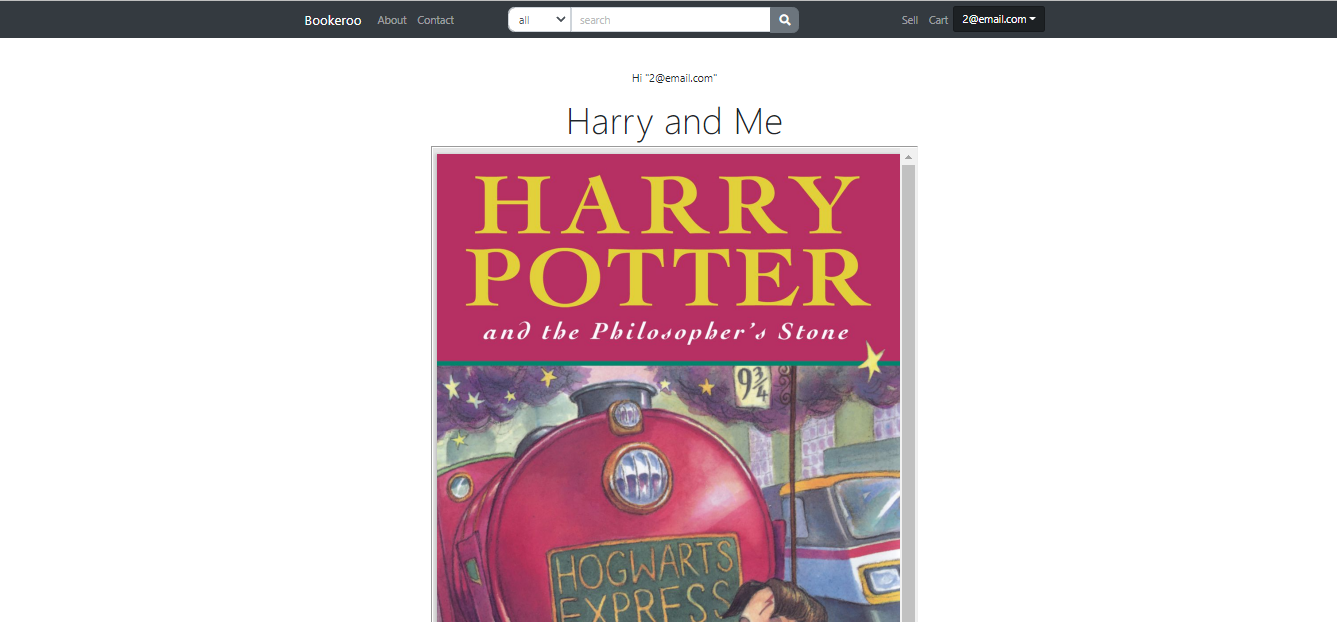 Bookeroo About Contact all search Sell Cart 2@email.com
Hi "2@email.com"
Harry and Me
HARRY
POTTER
and the Philosopher's Stone
9¾
HOGWARTS
EXPRESS